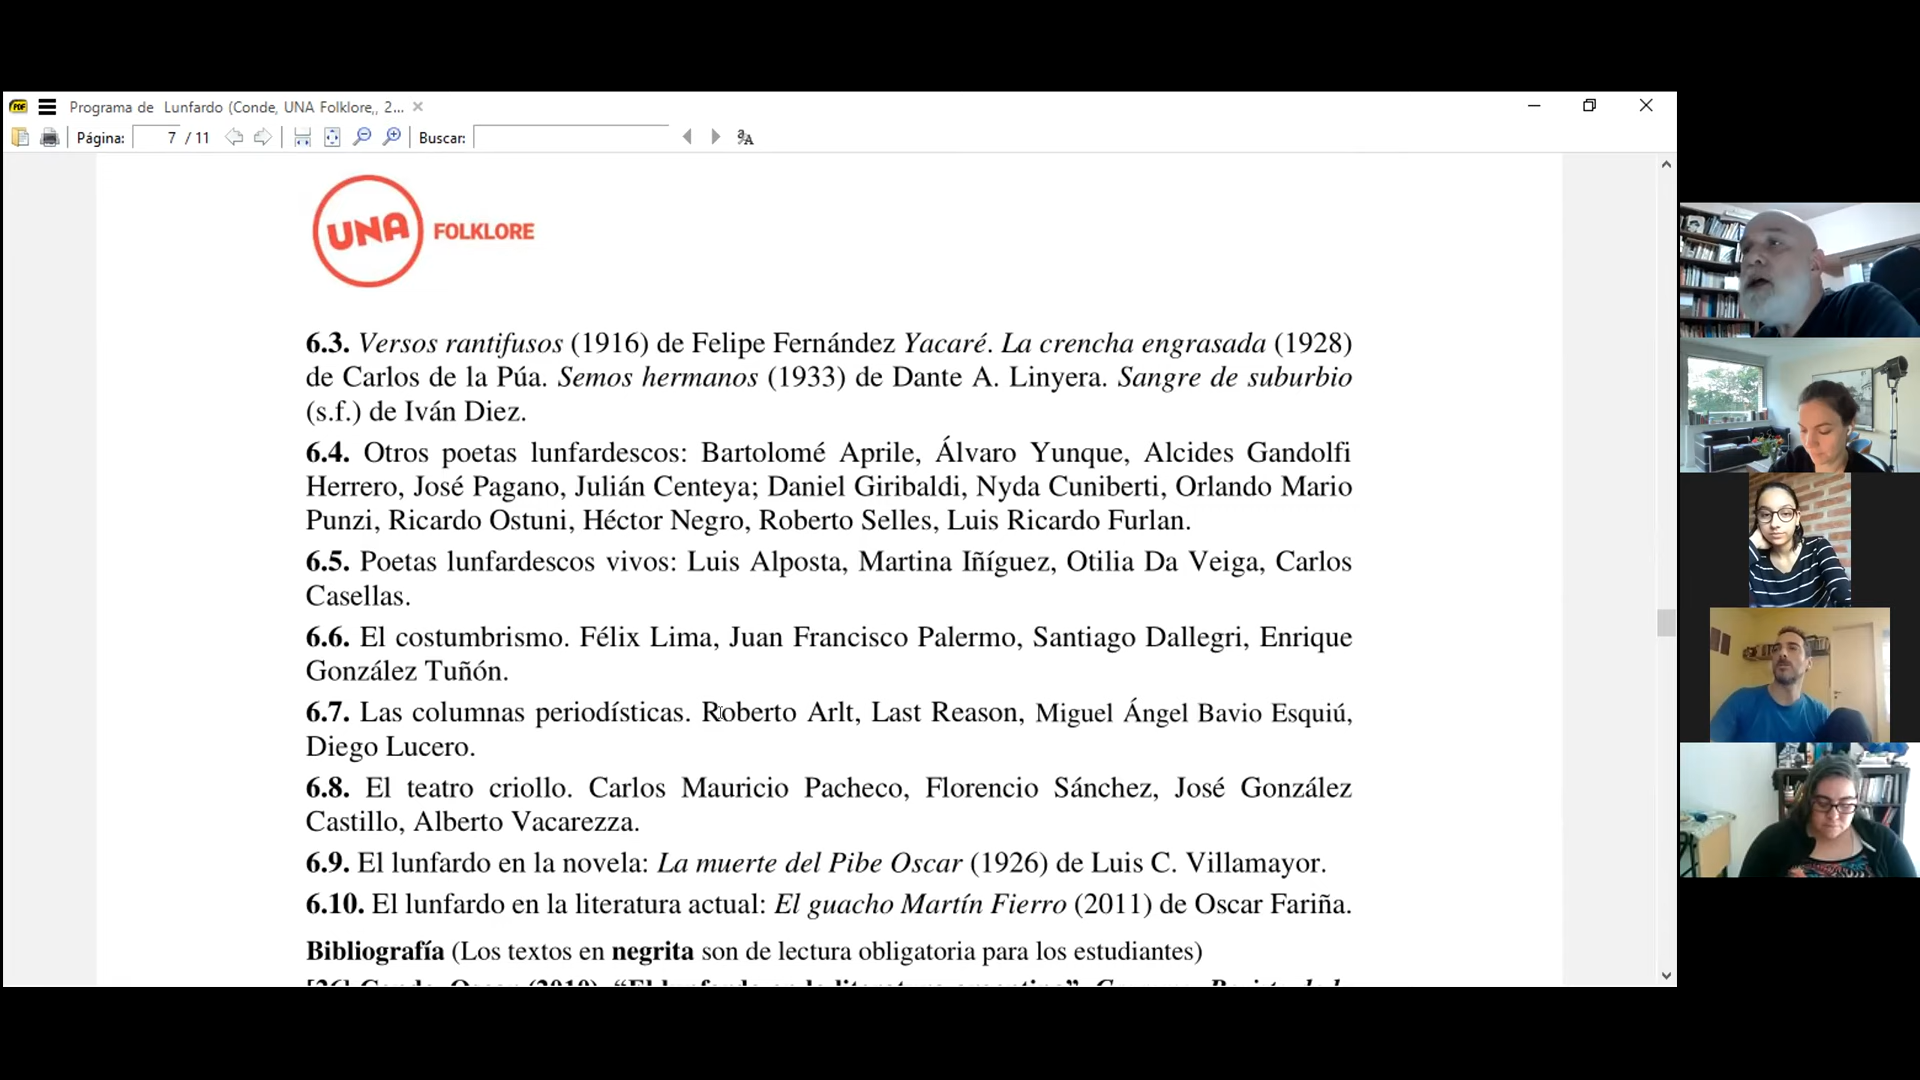 Programa de Lunfardo (Conde, UNA Folklore,, 2...
Página: 7 / 11 Buscar:
UNA FOLKLORE
6.3. Versos rantifusos (1916) de Felipe Fernández Yacaré. La crencha engrasada (1928)
de Carlos de la Púa. Semos hermanos (1933) de Dante A. Linyera. Sangre de suburbio
(s.f.) de Iván Diez.
6.4. Otros poetas lunfardescos: Bartolomé Aprile, Álvaro Yunque, Alcides Gandolfi
Herrero, José Pagano, Julián Centeya; Daniel Giribaldi, Nyda Cuniberti, Orlando Mario
Punzi, Ricardo Ostuni, Héctor Negro, Roberto Selles, Luis Ricardo Furlan.
6.5. Poetas lunfardescos vivos: Luis Alposta, Martina Iñíguez, Otilia Da Veiga, Carlos
Casellas.
6.6. El costumbrismo. Félix Lima, Juan Francisco Palermo, Santiago Dallegri, Enrique
González Tuñón.
6.7. Las columnas periodísticas. Roberto Arlt, Last Reason, Miguel Ángel Bavio Esquiú,
Diego Lucero.
6.8. El teatro criollo. Carlos Mauricio Pacheco, Florencio Sánchez, José González
Castillo, Alberto Vacarezza.
6.9. El lunfardo en la novela: La muerte del Pibe Oscar (1926) de Luis C. Villamayor.
6.10. El lunfardo en la literatura actual: El guacho Martín Fierro (2011) de Oscar Fariña.
Bibliografía (Los textos en negrita son de lectura obligatoria para los estudiantes)